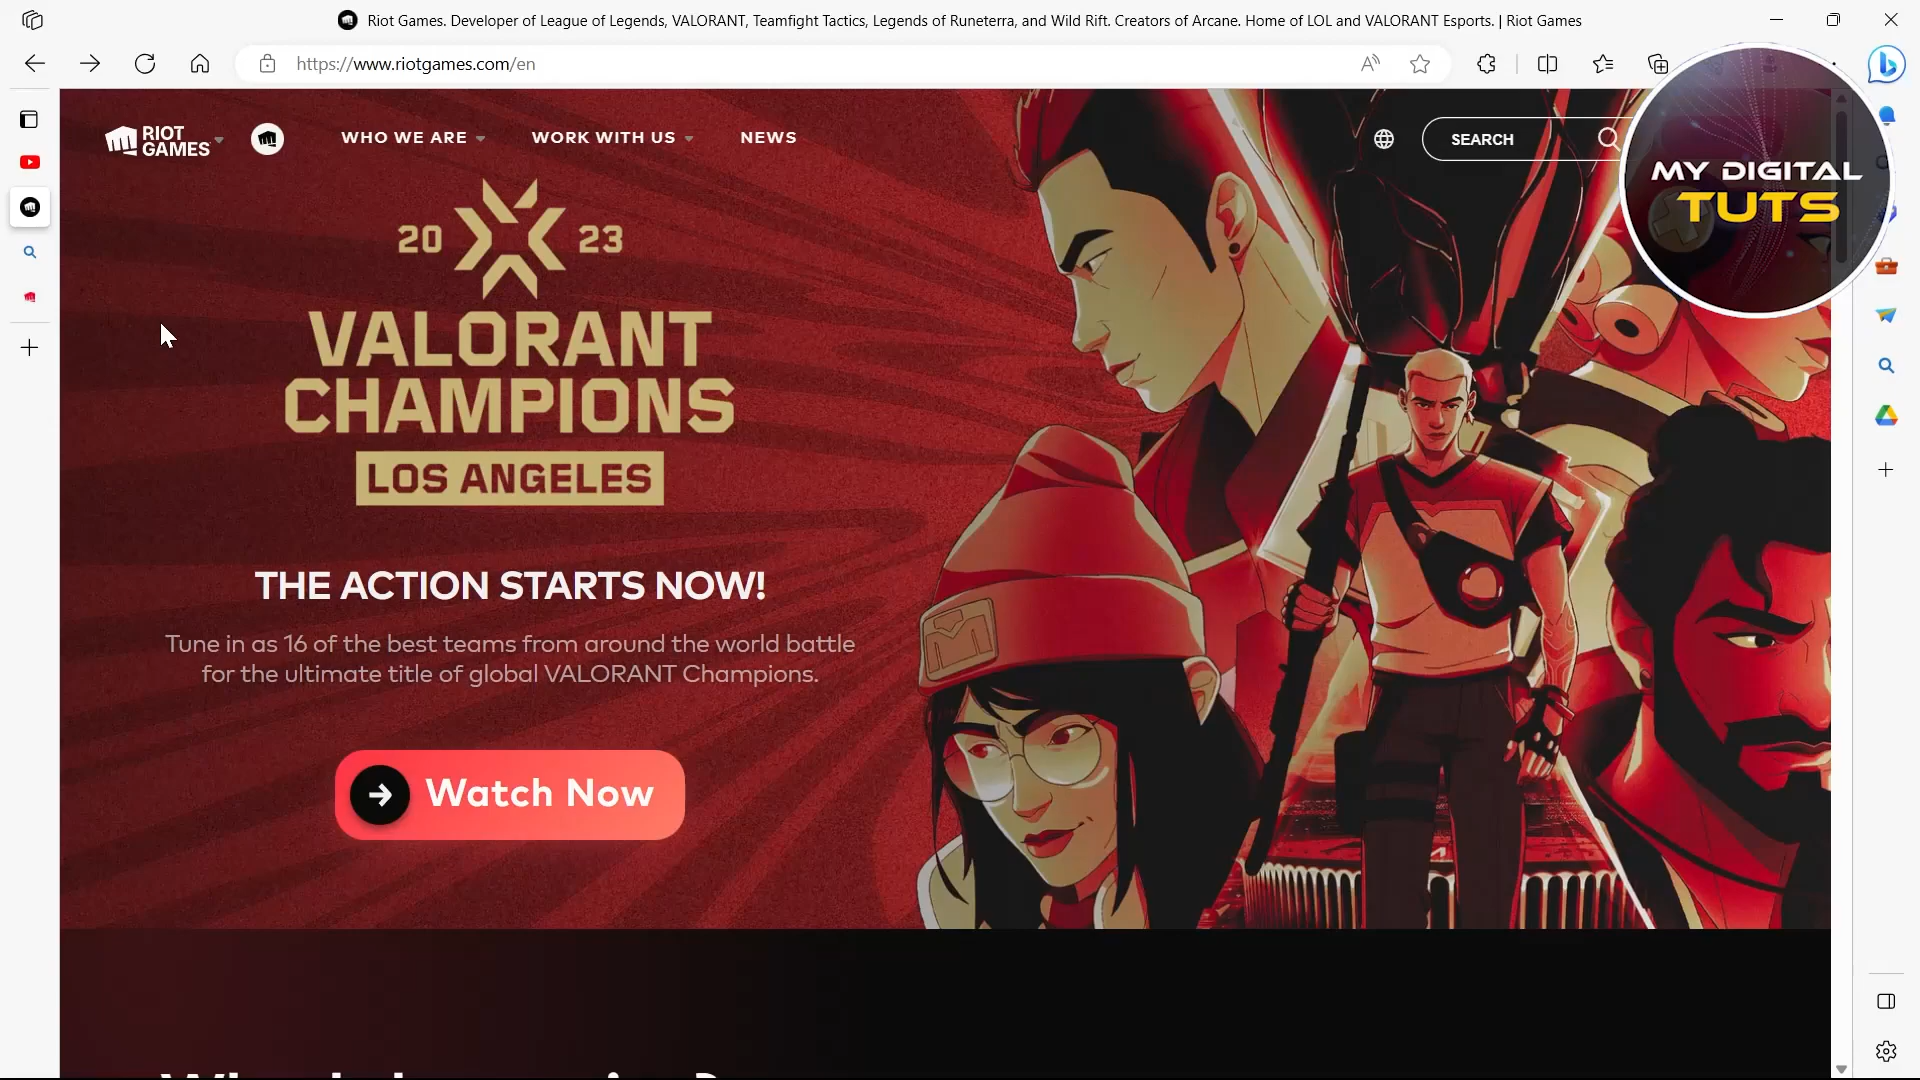 Riot Games. Developer of League of Legends, VALORANT, Teamfight Tactics, Legends of Runeterra, and Wild Rift. Creators of Arcane. Home of LOL and VALORANT Esports. | Riot Games
https://www.riotgames.com/en
RIOT GAMES
WHO WE ARE
WORK WITH US
NEWS
SEARCH
MY DIGITAL
TUTS
20 23
VALORANT
CHAMPIONS
LOS ANGELES
THE ACTION STARTS NOW!
Tune in as 16 of the best teams from around the world battle
for the ultimate title of global VALORANT Champions.
Watch Now